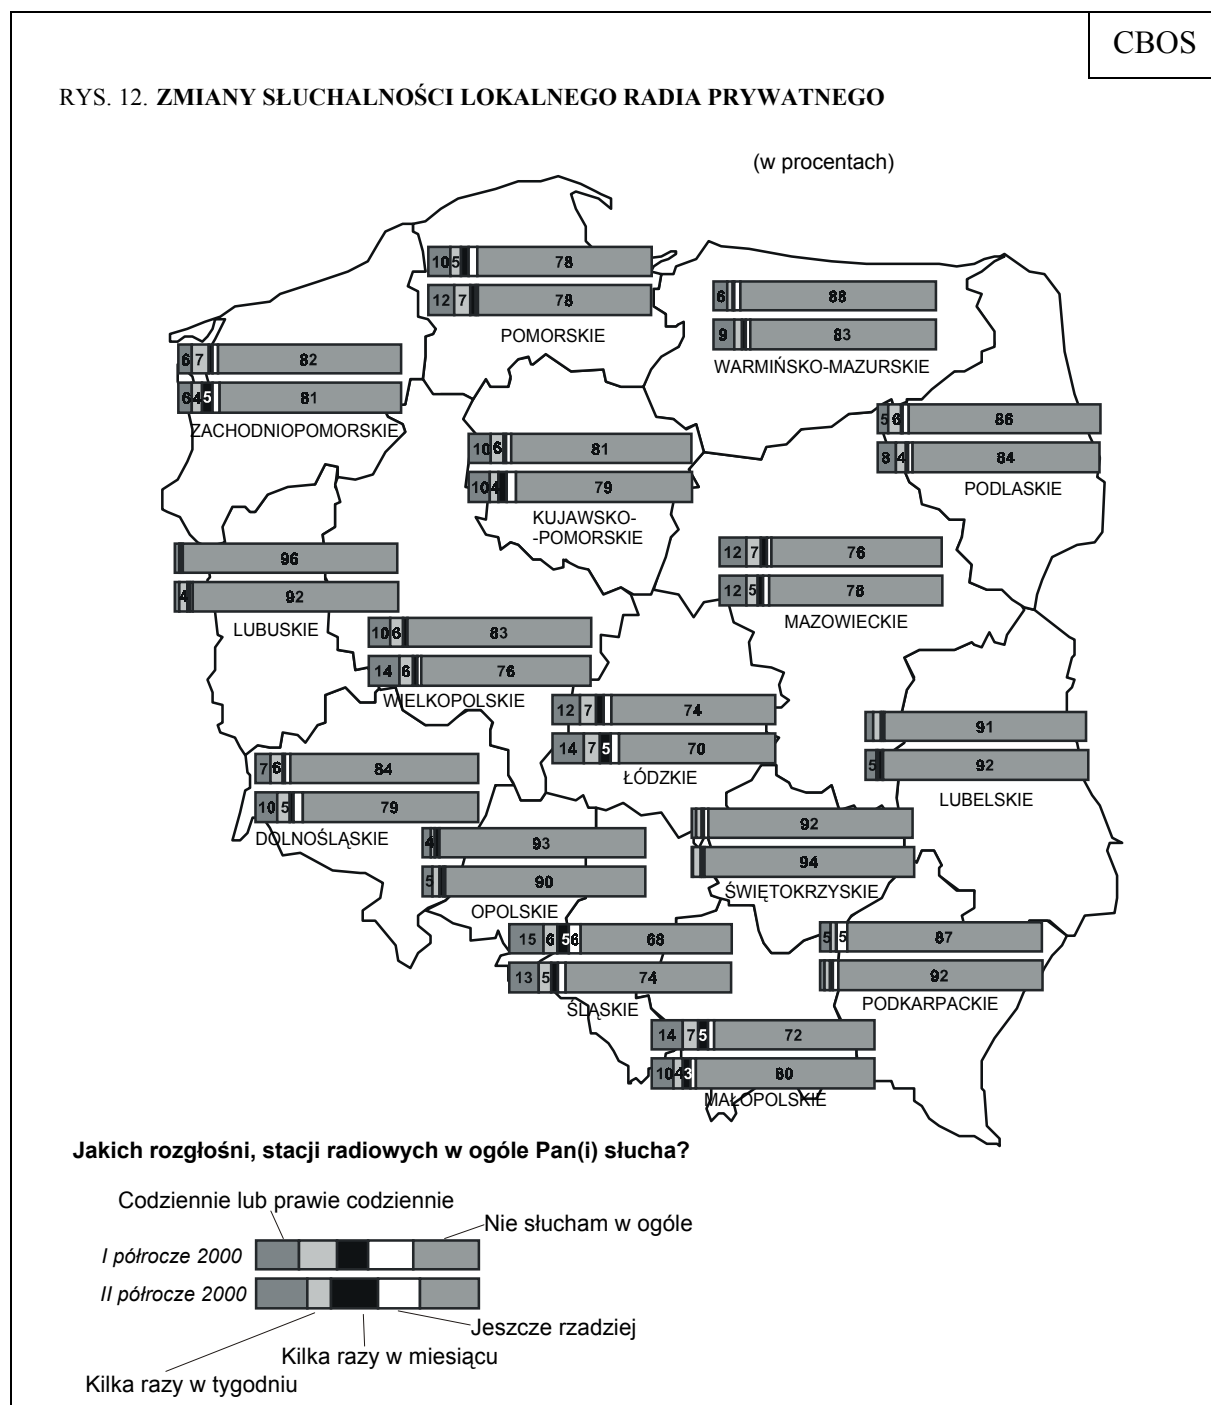 CBOS
RYS. 12. ZMIANY SŁUCHALNOŚCI LOKALNEGO RADIA PRYWATNEGO
(w procentach)
10 5 78
12 7 78
POMORSKIE
6 88
9 83
WARMIŃSKO-MAZURSKIE
6 7 82
6 4 5 81
ZACHODNIOPOMORSKIE
5 6 86
8 4 84
PODLASKIE
10 6 81
10 4 79
KUJAWSKO-
-POMORSKIE
96
4 92
LUBUSKIE
12 7 76
12 5 78
MAZOWIECKIE
10 6 83
14 6 76
WIELKOPOLSKIE
12 7 74
14 7 5 70
ŁÓDZKIE
91
5 92
LUBELSKIE
7 6 84
10 5 79
DOLNOŚLĄSKIE
92
94
ŚWIĘTOKRZYSKIE
4 93
5 90
OPOLSKIE
15 6 5 6 68
13 5 74
ŚLĄSKIE
5 5 87
92
PODKARPACKIE
14 7 5 72
10 4 3 80
MAŁOPOLSKIE
Jakich rozgłośni, stacji radiowych w ogóle Pan(i) słucha?
Codziennie lub prawie codziennie
Nie słucham w ogóle
I półrocze 2000
II półrocze 2000
Jeszcze rzadziej
Kilka razy w miesiącu
Kilka razy w tygodniu